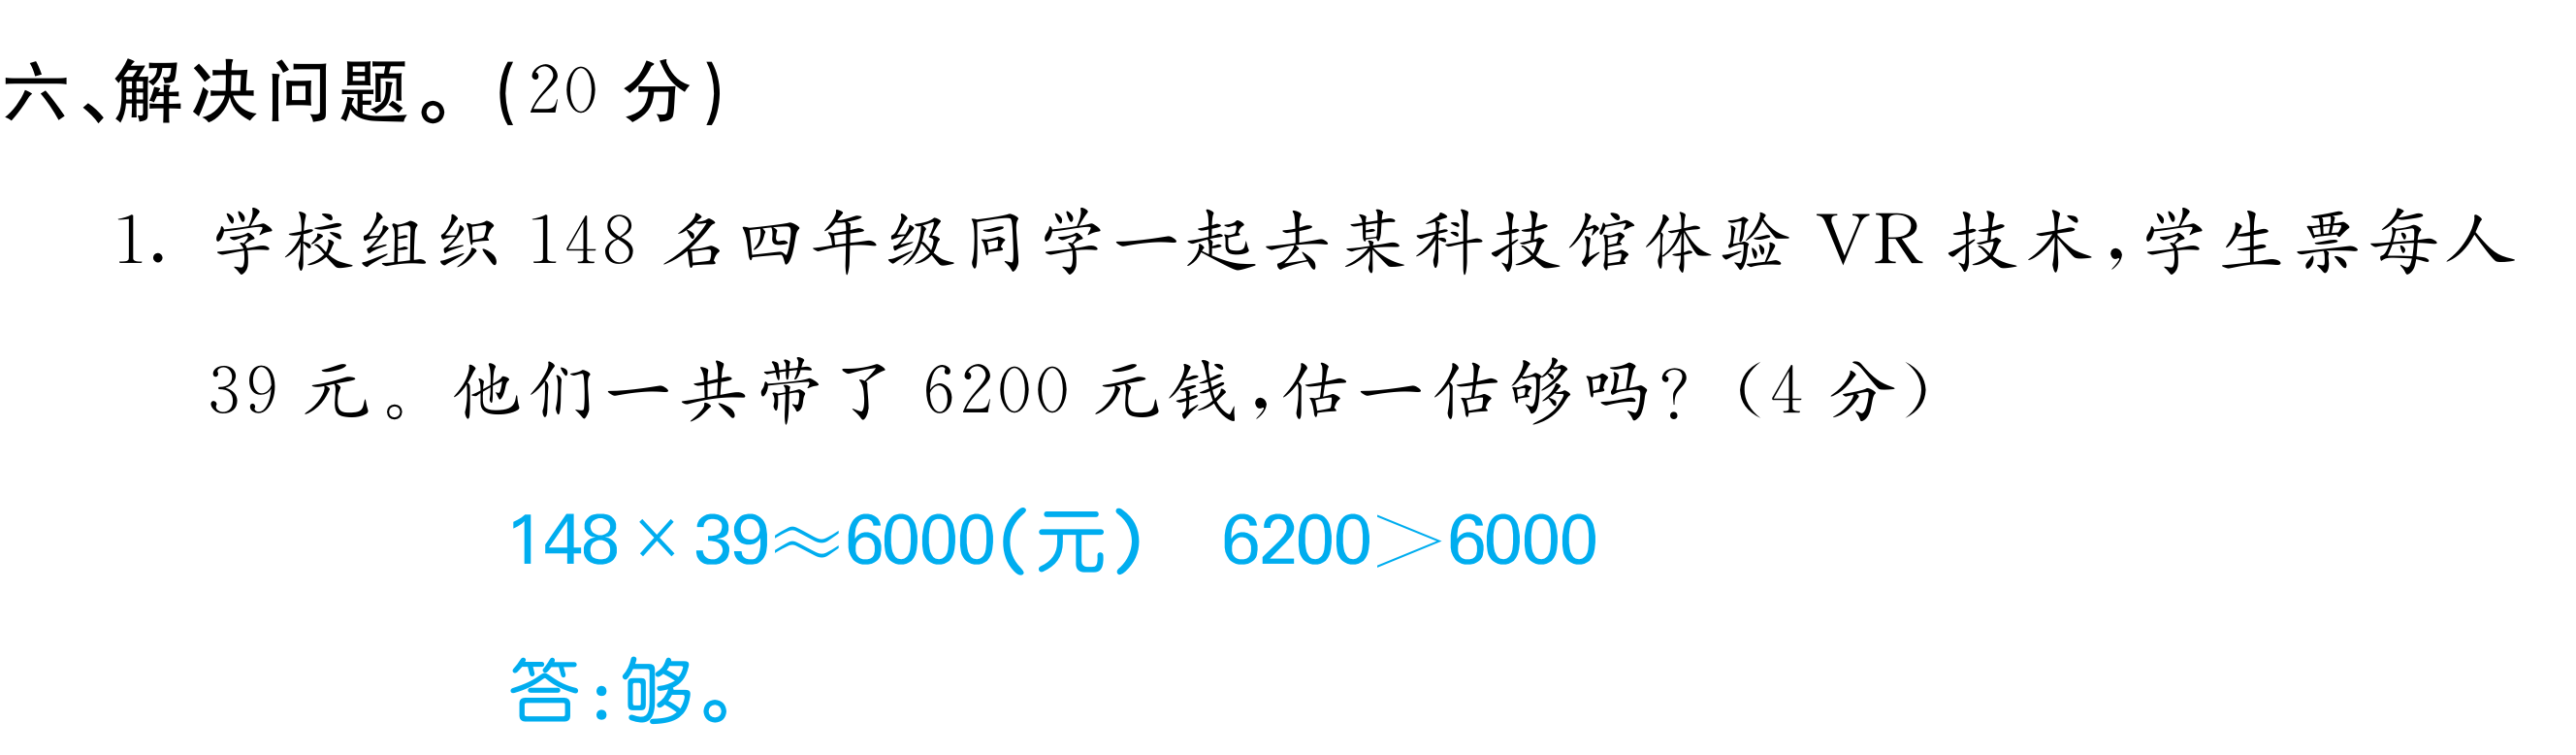 六、解决问题。(20 分)
1. 学校组织 148 名四年级同学一起去某科技馆体验 VR 技术,学生票每人
39 元。他们一共带了 6200 元钱,估一估够吗?(4 分)
148×39≈6000(元) 6200>6000
答:够。